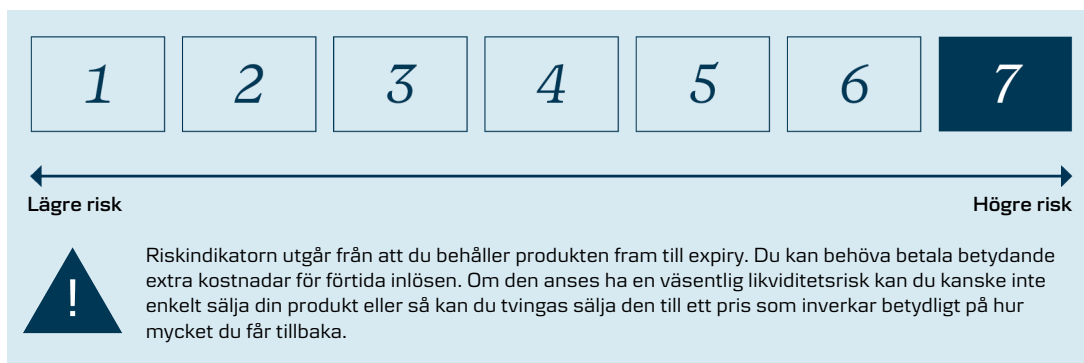 1 2 3 4 5 6 7
Lägre risk Högre risk
! Riskindikatorn utgår från att du behåller produkten fram till expiry. Du kan behöva betala betydande
extra kostnadar för förtida inlösen. Om den anses ha en väsentlig likviditetsrisk kan du kanske inte
enkelt sälja din produkt eller så kan du tvingas sälja den till ett pris som inverkar betydligt på hur
mycket du får tillbaka.